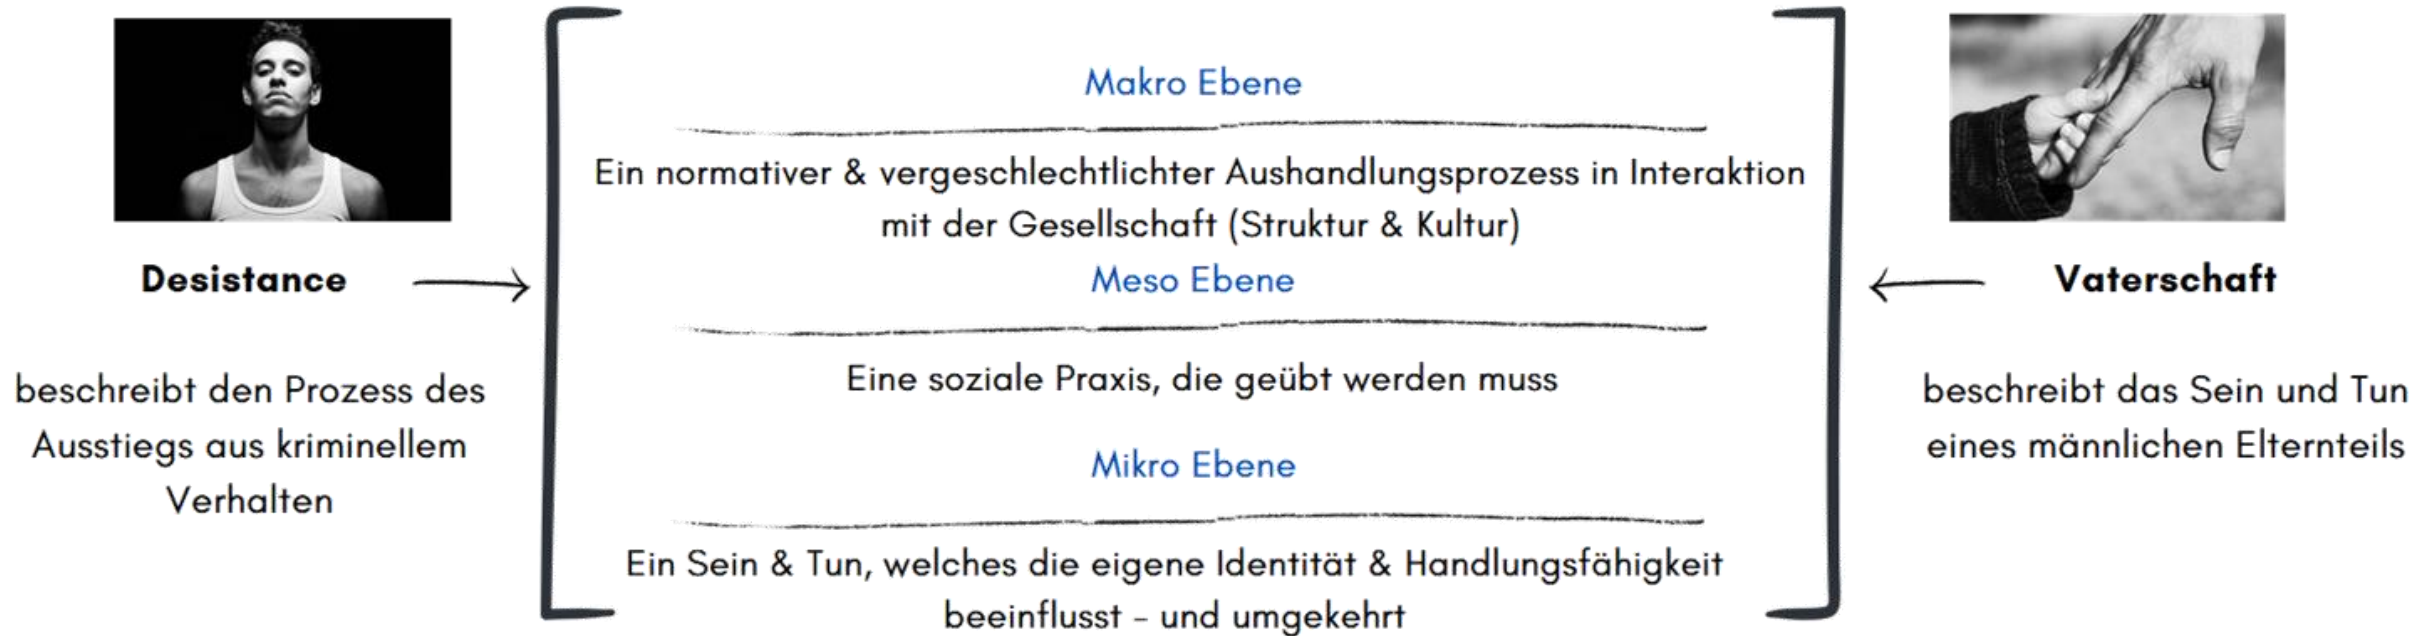 Desistance
beschreibt den Prozess des
Ausstiegs aus kriminellem
Verhalten
Makro Ebene
Ein normativer & vergeschlechtlichter Aushandlungsprozess in Interaktion
mit der Gesellschaft (Struktur & Kultur)
Meso Ebene
Eine soziale Praxis, die geübt werden muss
Mikro Ebene
Ein Sein & Tun, welches die eigene Identität & Handlungsfähigkeit
beeinflusst - und umgekehrt
Vaterschaft
beschreibt das Sein und Tun
eines männlichen Elternteils